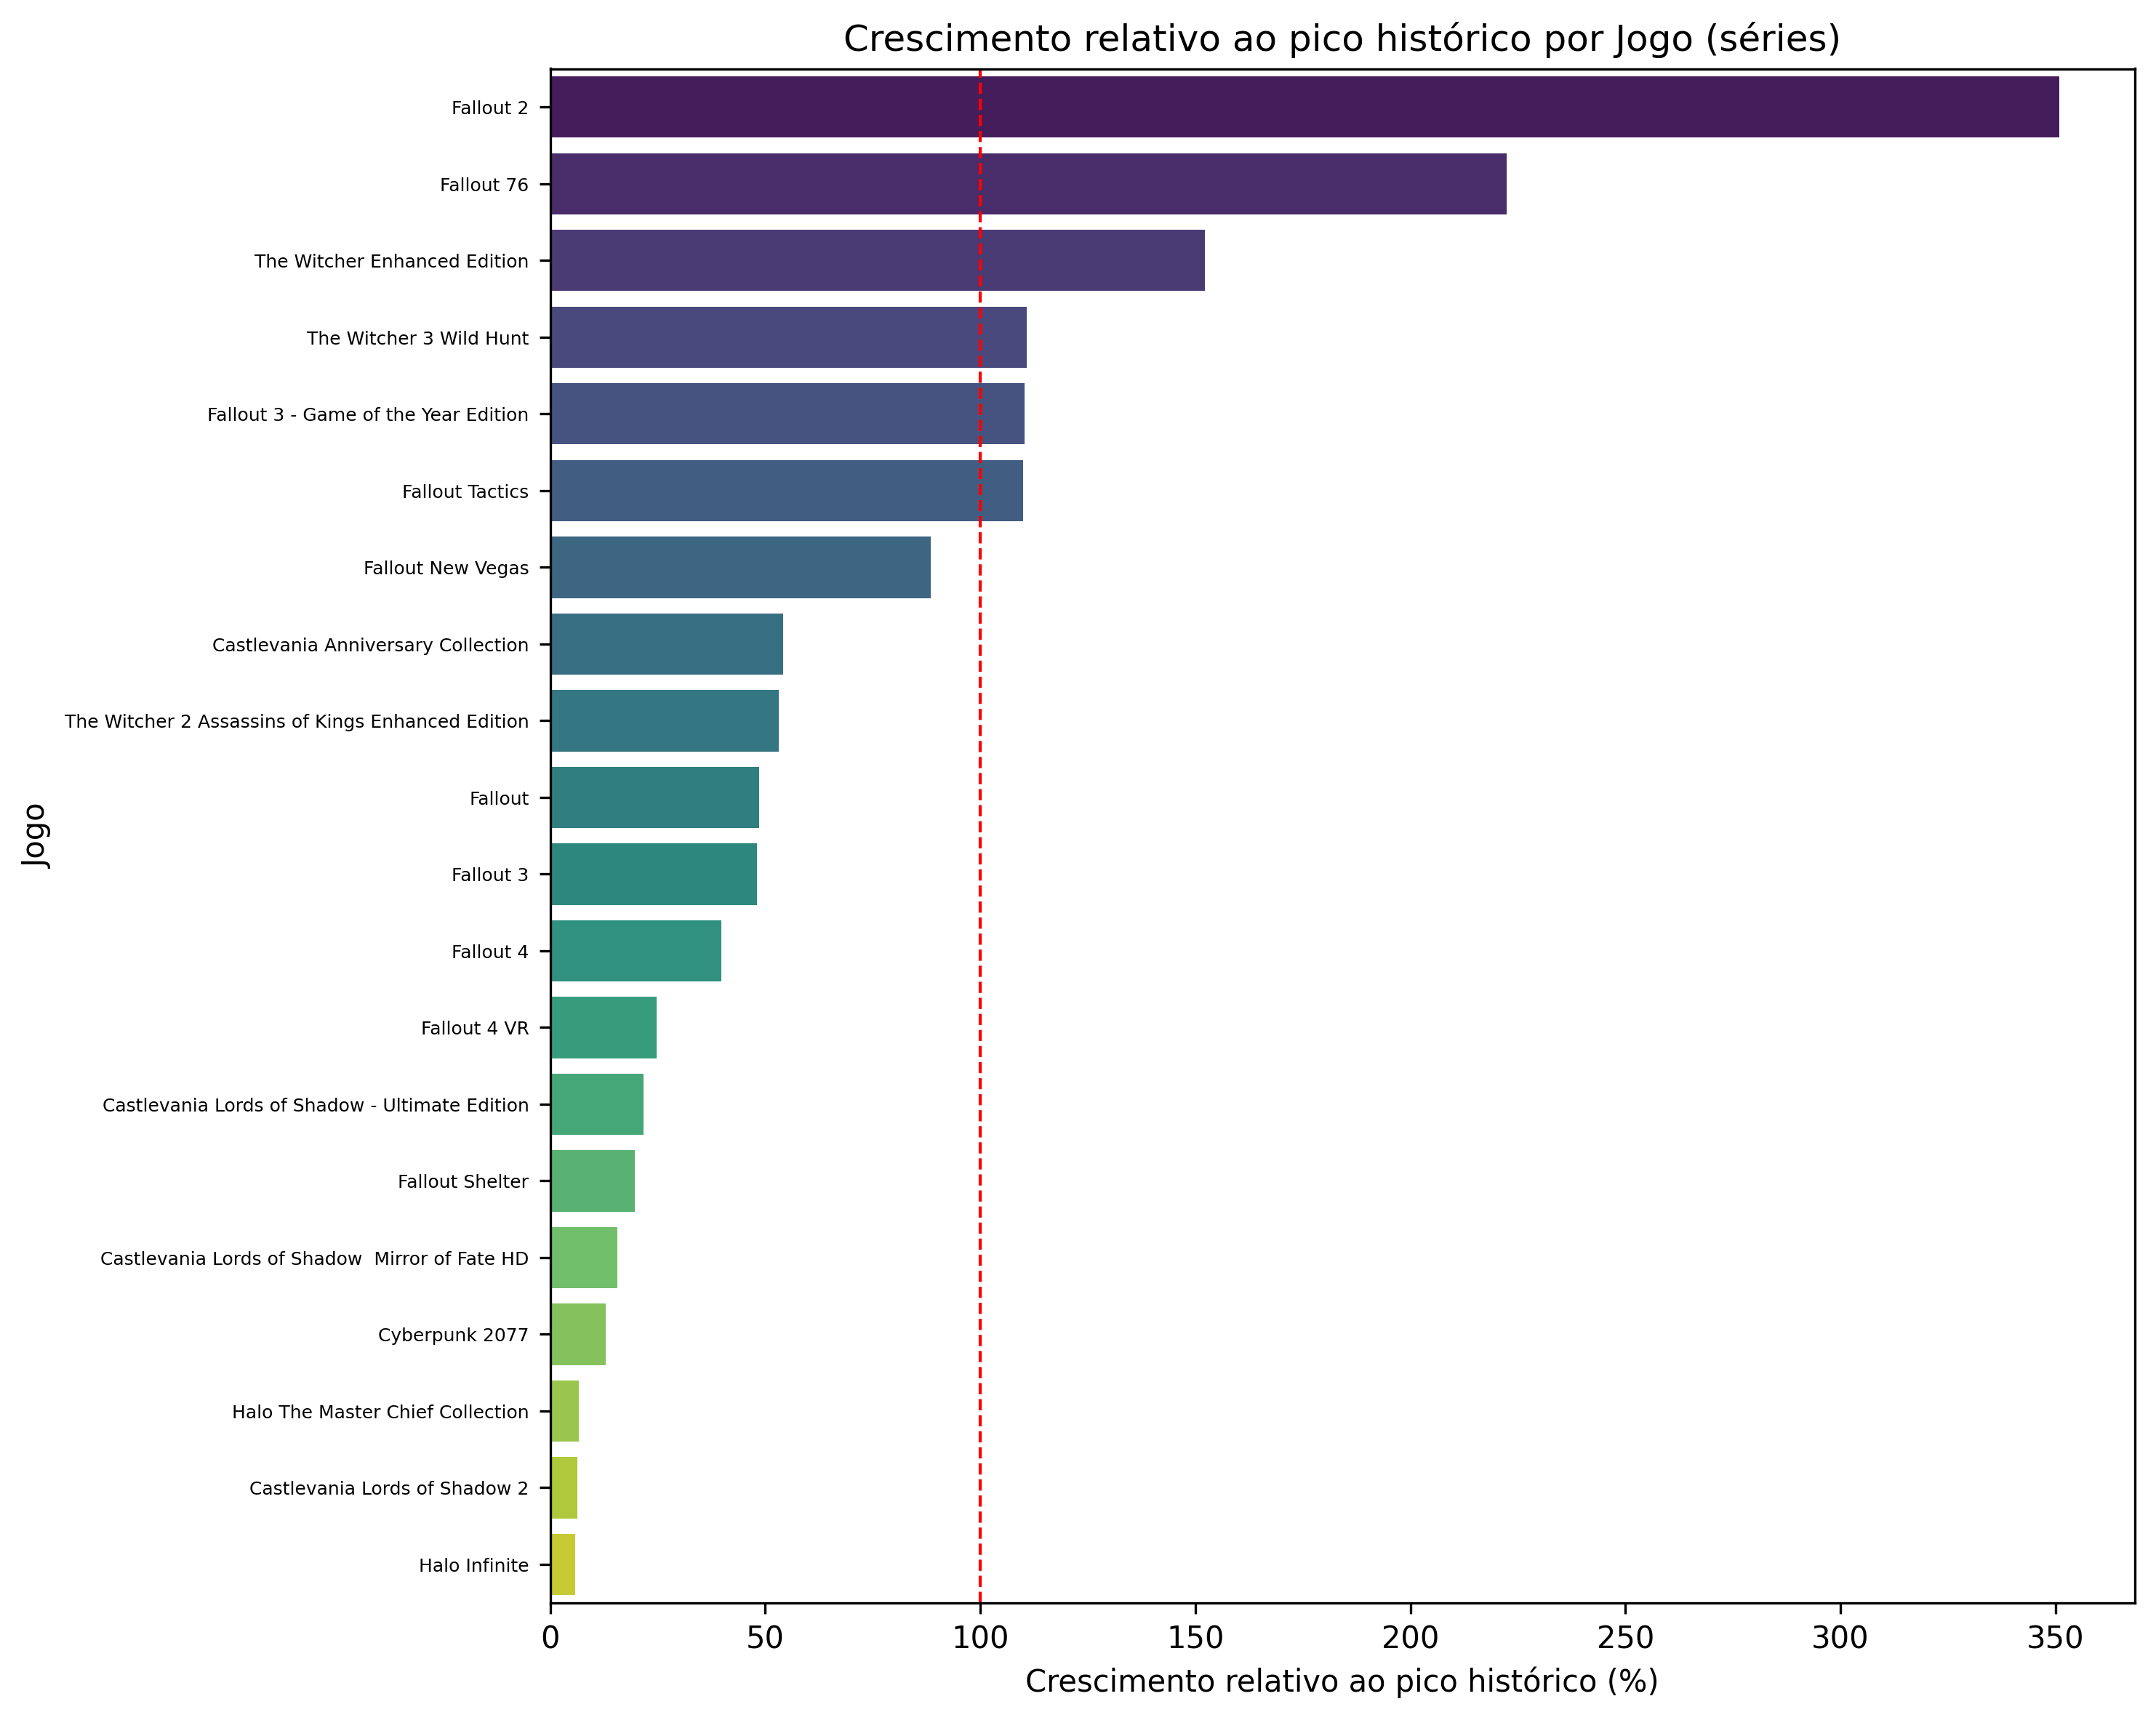 Crescimento relativo ao pico histórico por Jogo (séries)
Jogo
Fallout 2
Fallout 76
The Witcher Enhanced Edition
The Witcher 3 Wild Hunt
Fallout 3 - Game of the Year Edition
Fallout Tactics
Fallout New Vegas
Castlevania Anniversary Collection
The Witcher 2 Assassins of Kings Enhanced Edition
Fallout
Fallout 3
Fallout 4
Fallout 4 VR
Castlevania Lords of Shadow - Ultimate Edition
Fallout Shelter
Castlevania Lords of Shadow  Mirror of Fate HD
Cyberpunk 2077
Halo The Master Chief Collection
Castlevania Lords of Shadow 2
Halo Infinite
0 50 100 150 200 250 300 350
Crescimento relativo ao pico histórico (%)